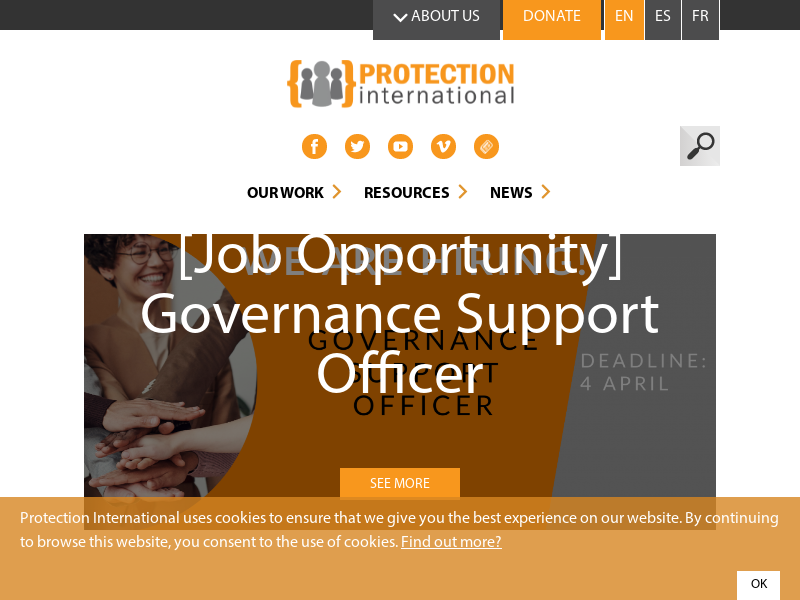 ABOUT US
DONATE
EN
ES
FR
PROTECTION
international
OUR WORK
RESOURCES
NEWS
WE ARE HIRING!
[Job Opportunity]
Governance Support
Officer
GOVERNANCE
SUPPORT
OFFICER
DEADLINE:
4 APRIL
SEE MORE
Protection International uses cookies to ensure that we give you the best experience on our website. By continuing
to browse this website, you consent to the use of cookies. Find out more?
OK